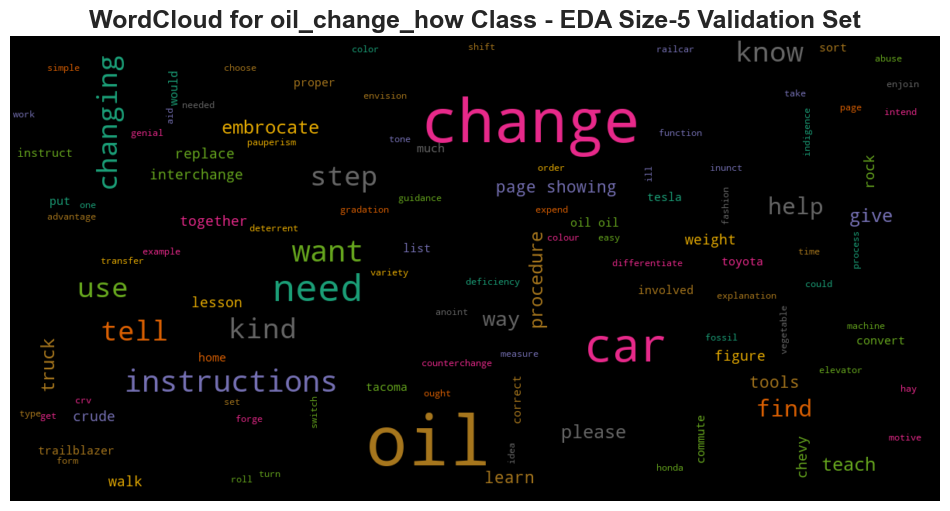 WordCloud for oil_change_how Class - EDA Size-5 Validation Set
color
shift
railcar
know
sort
abuse
simple
choose
changing
would
proper
envision
take
enjoin
needed
page
intend
work
aid
genial
embrocate
pauperism
change
tone
function
indigence
instruct
replace
much
order
ill
inunct
rock
interchange
step
page showing
tesla
fashion
help
put
one
advantage
together
deterrent
gradation
guidance
expend
oil oil
give
want
list
colour
easy
weight
time
process
example
transfer
variety
procedure
differentiate
toyota
use
need
deficiency
involved
explanation
could
lesson
anoint
way
vegetable
machine
tell
kind
car
fossil
convert
truck
home
counterchange
measure
figure
elevator
instructions
tacoma
ought
correct
tools
hay
crv
set
switch
type
get
crude
forge
oil
please
find
commute
motive
trailblazer
form
idea
honda
chevy
teach
walk
roll
turn
learn